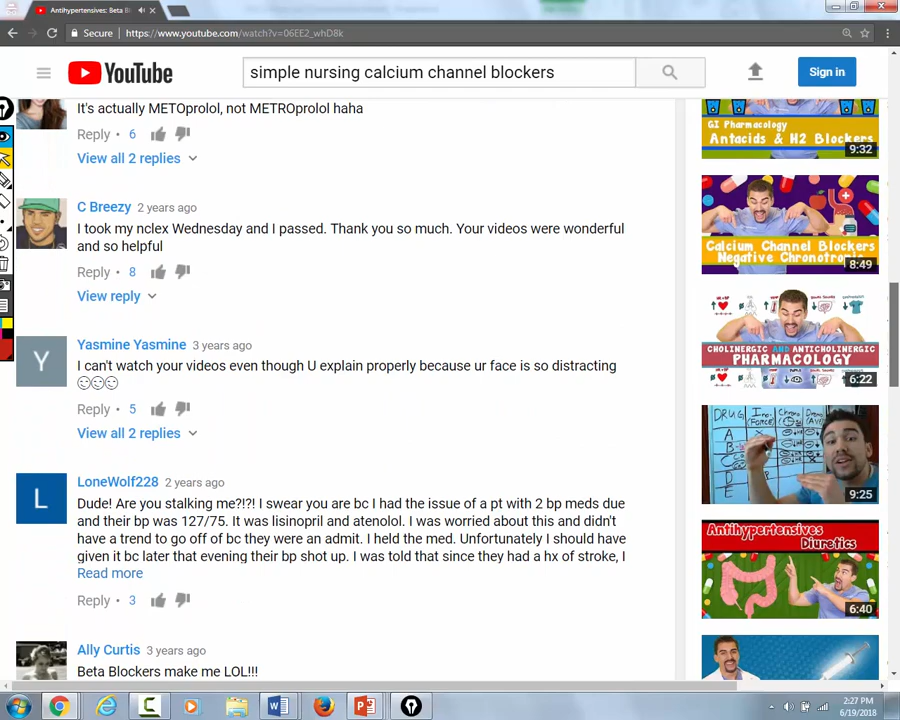 Antihypertensives: Beta B
Secure | https://www.youtube.com/watch?v=06EE2_whD8k
YouTube
simple nursing calcium channel blockers
Sign in
It's actually METOprolol, not METROprolol haha
Reply • 6
View all 2 replies
C Breezy 2 years ago
I took my nclex Wednesday and I passed. Thank you so much. Your videos were wonderful
and so helpful
Reply • 8
View reply
Y
Yasmine Yasmine 3 years ago
I can't watch your videos even though U explain properly because ur face is so distracting
Reply • 5
View all 2 replies
L
LoneWolf228 2 years ago
Dude! Are you stalking me?!?! I swear you are bc I had the issue of a pt with 2 bp meds due
and their bp was 127/75. It was lisinopril and atenolol. I was worried about this and didn't
have a trend to go off of bc they were an admit. I held the med. Unfortunately I should have
given it bc later that evening their bp shot up. I was told that since they had a hx of stroke, I
Read more
Reply • 3
Ally Curtis 3 years ago
Beta Blockers make me LOL!!!
GI Pharmacology
Antacids & H2 Blockers
9:32
Calcium Channel Blockers
Negative Chronotropic
8:49
CHOLINERGIC AND ANTICHOLINERGIC
PHARMACOLOGY
6:22
DRUG
A
B
C
D
E
9:25
Antihypertensives
Diuretics
6:40
2:27 PM
6/19/2018